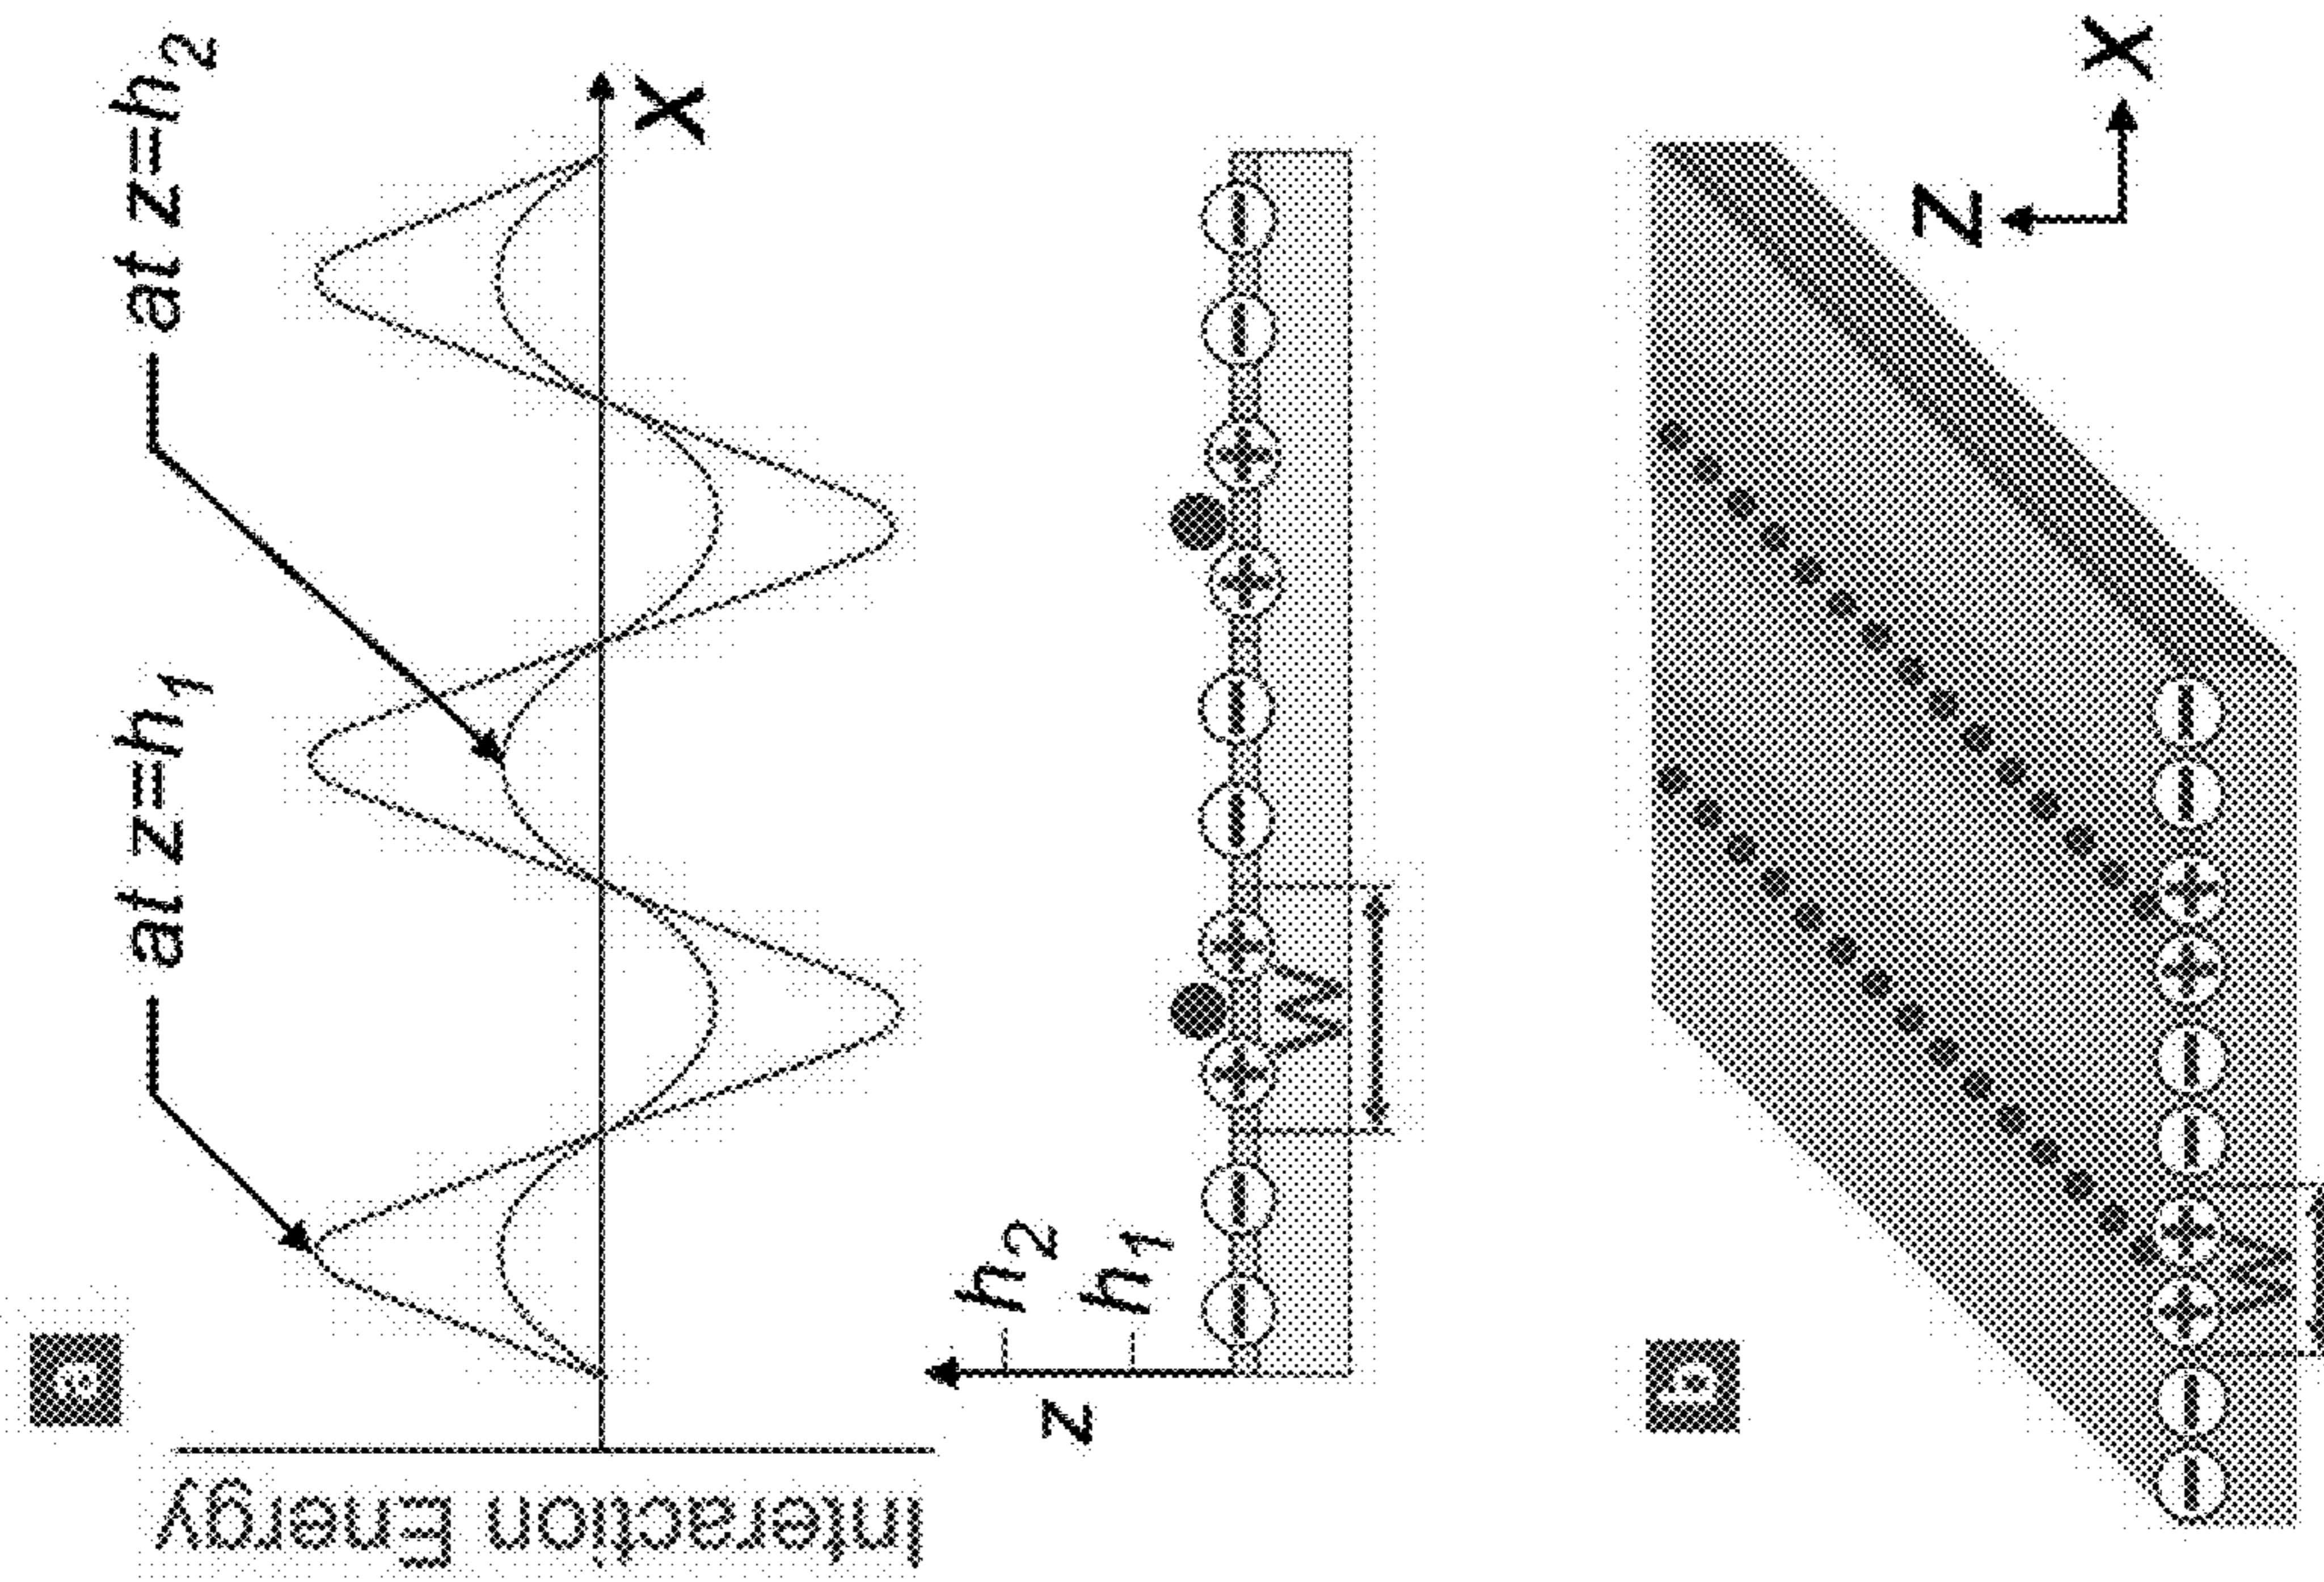 a
at z=h₁
at z=h₂
Interaction Energy
X
z
h₂
h₁
− − + + − − + + − −
W
b
− − + + − − + + − −
W
Z
X